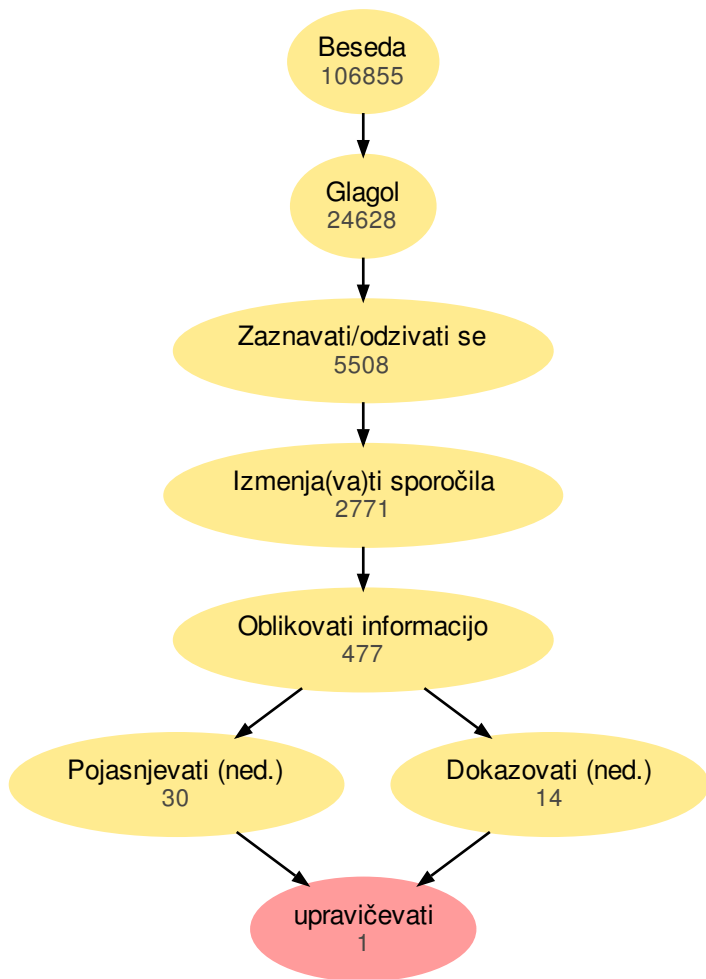 Beseda
106855
Glagol
24628
Zaznavati/odzivati se
5508
Izmenja(va)ti sporočila
2771
Oblikovati informacijo
477
Pojasnjevati (ned.)
30
Dokazovati (ned.)
14
upravičevati
1